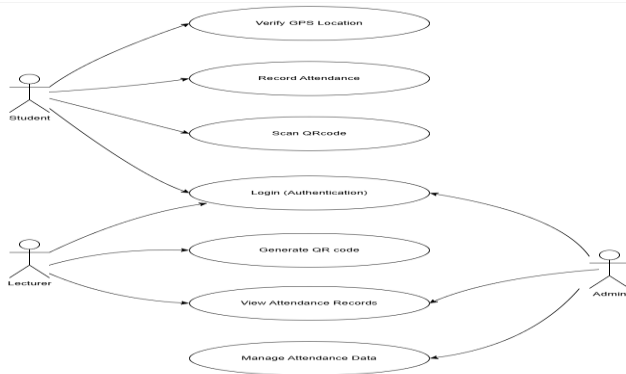 Verify GPS Location
Record Attendance
Student
Scan QRcode
Login (Authentication)
Generate QR code
Lecturer
Admin
View Attendance Records
Manage Attendance Data